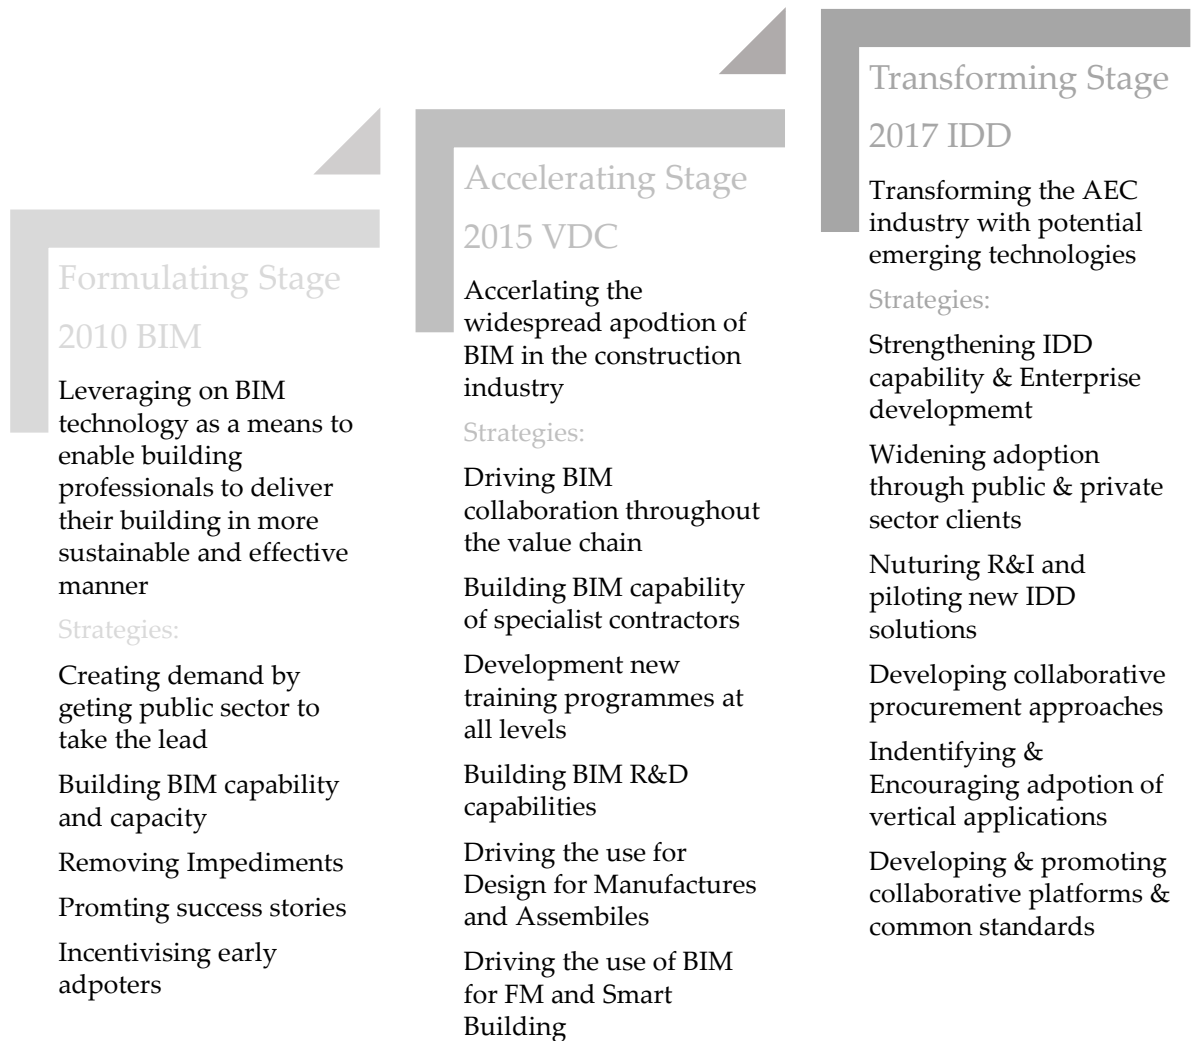 Formulating Stage
2010 BIM
Leveraging on BIM
technology as a means to
enable building
professionals to deliver
their building in more
sustainable and effective
manner
Strategies:
Creating demand by
geting public sector to
take the lead
Building BIM capability
and capacity
Removing Impediments
Promting success stories
Incentivising early
adpoters
Accelerating Stage
2015 VDC
Accerlating the
widespread apodtion of
BIM in the construction
industry
Strategies:
Driving BIM
collaboration throughout
the value chain
Building BIM capability
of specialist contractors
Development new
training programmes at
all levels
Building BIM R&D
capabilities
Driving the use for
Design for Manufactures
and Assembiles
Driving the use of BIM
for FM and Smart
Building
Transforming Stage
2017 IDD
Transforming the AEC
industry with potential
emerging technologies
Strategies:
Strengthening IDD
capability & Enterprise
developmemt
Widening adoption
through public & private
sector clients
Nuturing R&I and
piloting new IDD
solutions
Developing collaborative
procurement approaches
Indentifying &
Encouraging adpotion of
vertical applications
Developing & promoting
collaborative platforms &
common standards